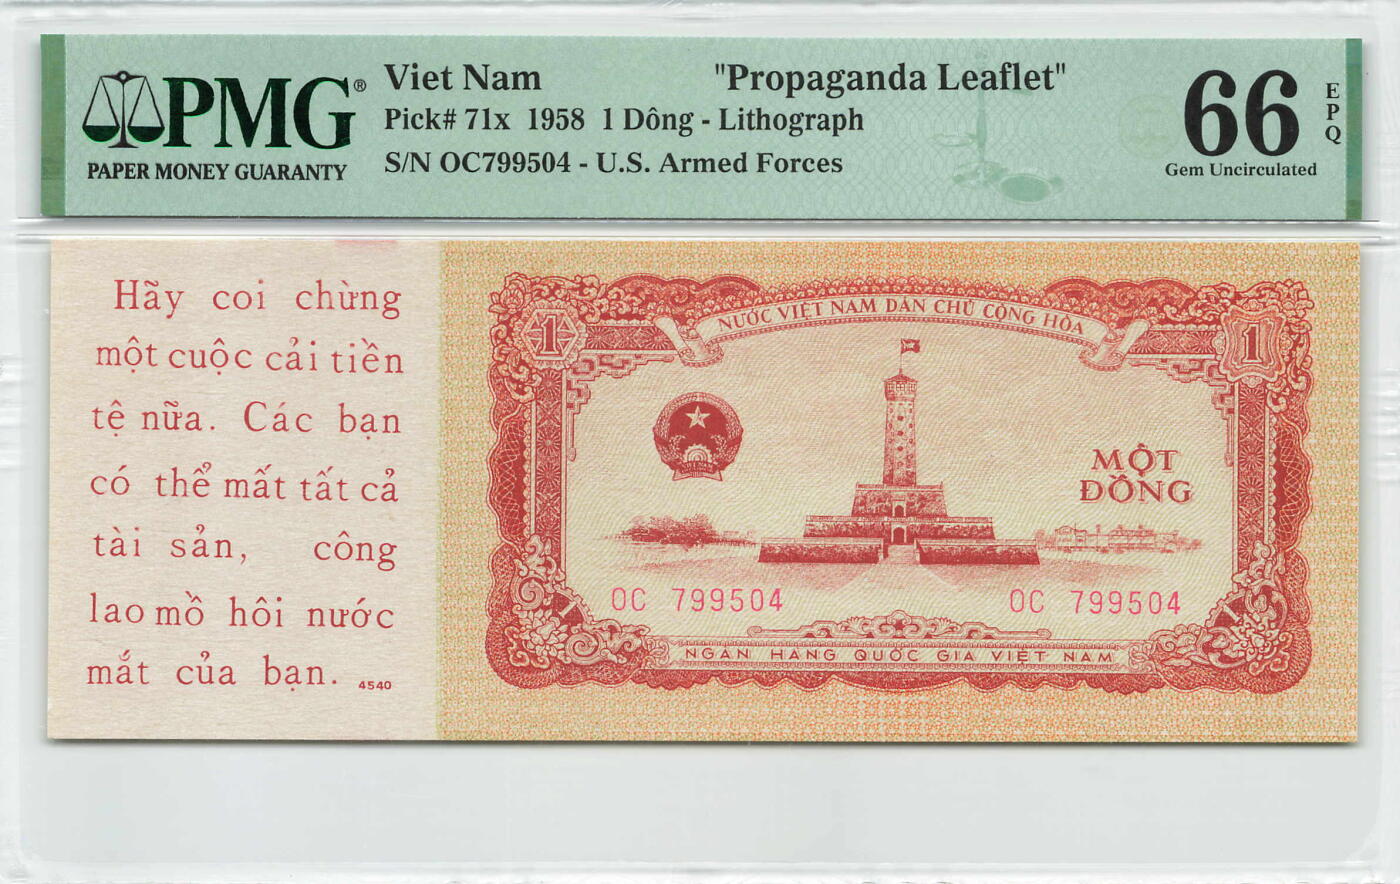 PMG®
PAPER MONEY GUARANTY
Viet Nam "Propaganda Leaflet"
Pick# 71x 1958 1 Dông - Lithograph
S/N OC799504 - U.S. Armed Forces
66 EPQ
Gem Uncirculated
Hãy coi chừng
một cuộc cải tiền
tệ nữa. Các bạn
có thể mất tất cả
tài sản, công
lao mồ hôi nước
mắt của bạn. 4540
NƯỚC VIỆT NAM DÂN CHỦ CỘNG HÒA
1 1
MỘT
ĐỒNG
OC 799504 OC 799504
NGÂN HÀNG QUỐC GIA VIỆT NAM